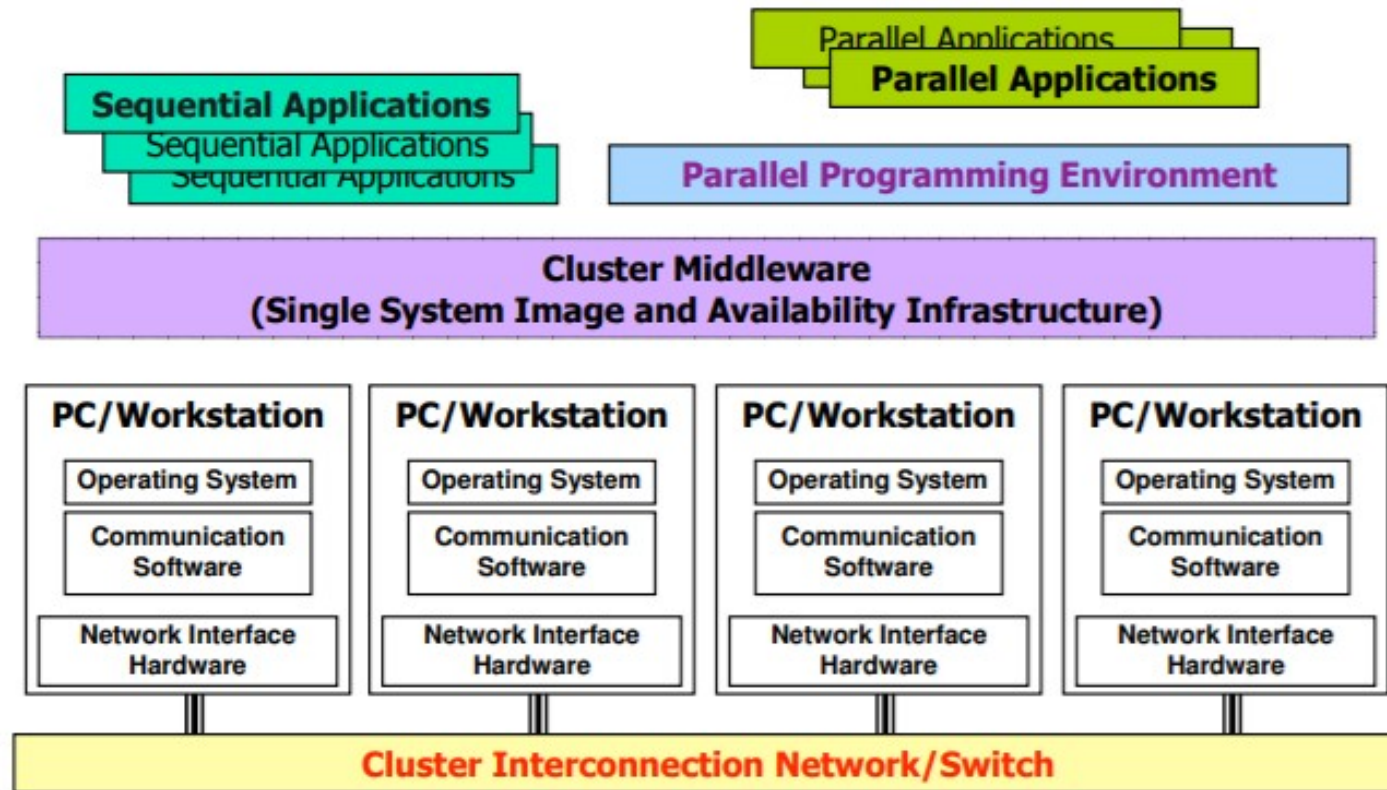 Parallel Applications
Parallel Applications
Sequential Applications
Sequential Applications
Sequential Applications
Parallel Programming Environment
Cluster Middleware
(Single System Image and Availability Infrastructure)
PC/Workstation
Operating System
Communication
Software
Network Interface
Hardware
PC/Workstation
Operating System
Communication
Software
Network Interface
Hardware
PC/Workstation
Operating System
Communication
Software
Network Interface
Hardware
PC/Workstation
Operating System
Communication
Software
Network Interface
Hardware
Cluster Interconnection Network/Switch